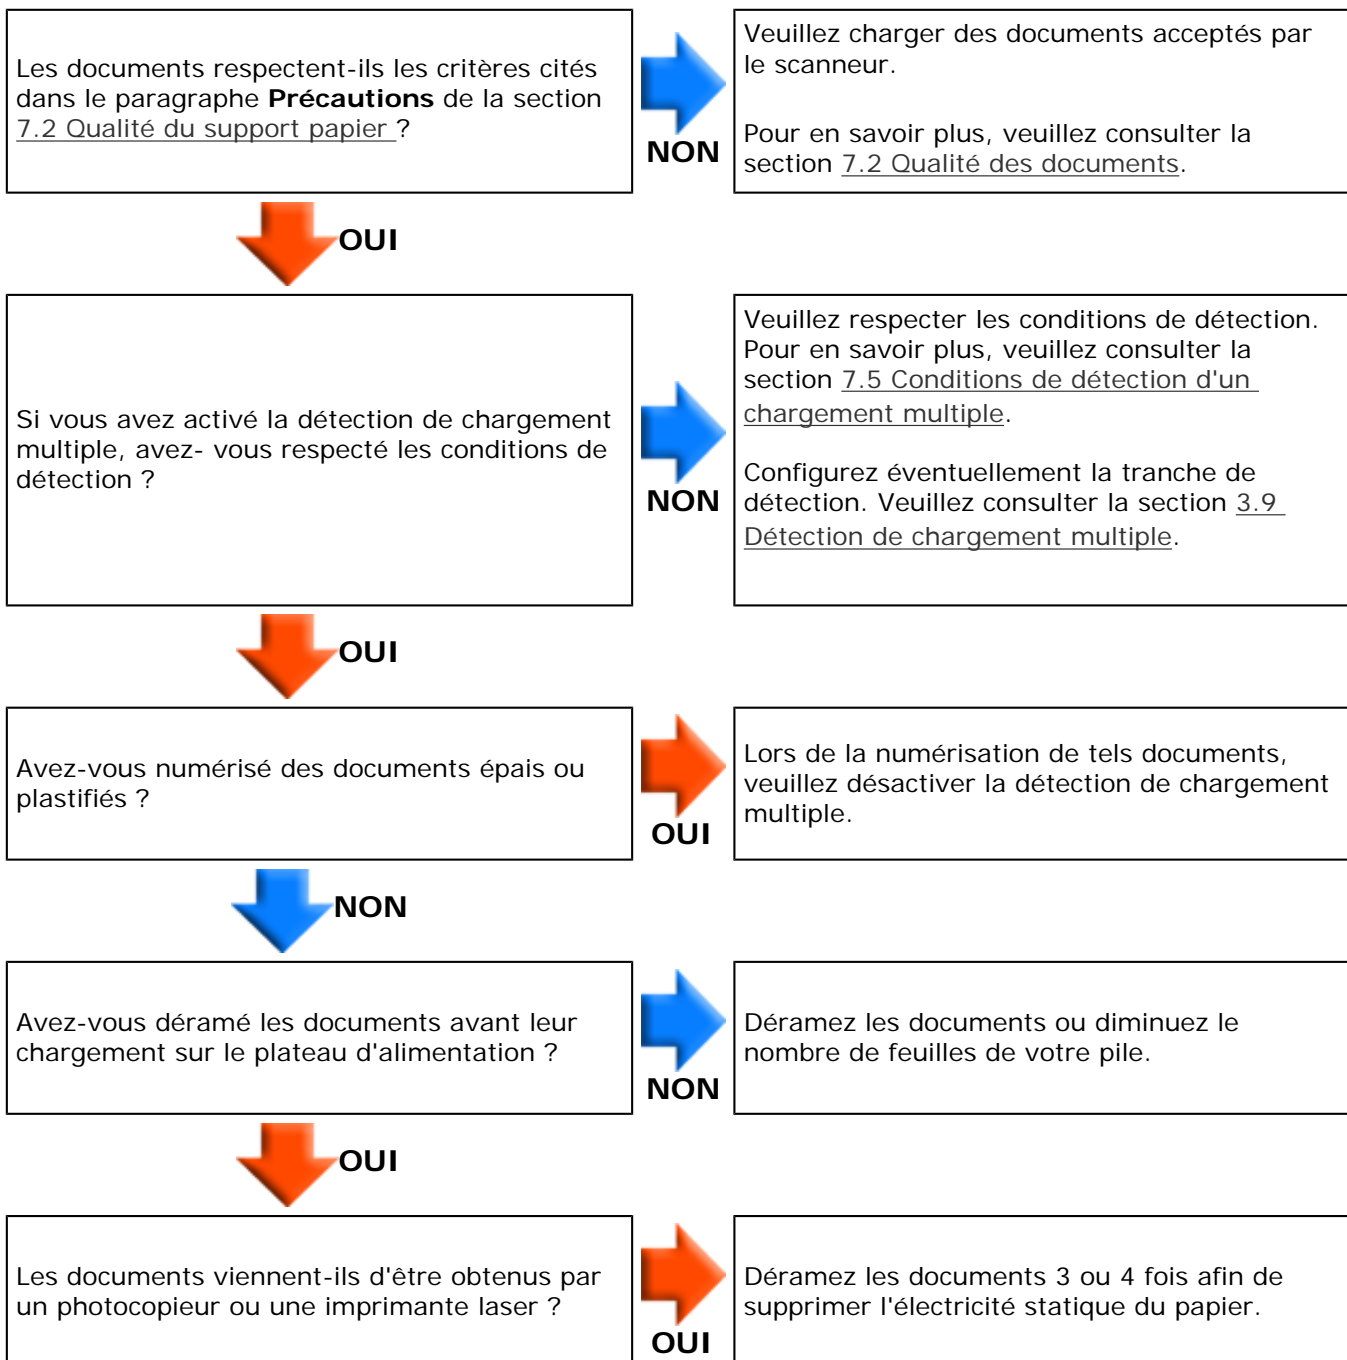 Les documents respectent-ils les critères cités
dans le paragraphe Précautions de la section
7.2 Qualité du support papier ?
NON
Veuillez charger des documents acceptés par
le scanneur.
Pour en savoir plus, veuillez consulter la
section 7.2 Qualité des documents.
OUI
Si vous avez activé la détection de chargement
multiple, avez- vous respecté les conditions de
détection ?
NON
Veuillez respecter les conditions de détection.
Pour en savoir plus, veuillez consulter la
section 7.5 Conditions de détection d'un
chargement multiple.
Configurez éventuellement la tranche de
détection. Veuillez consulter la section 3.9
Détection de chargement multiple.
OUI
Avez-vous numérisé des documents épais ou
plastifiés ?
OUI
Lors de la numérisation de tels documents,
veuillez désactiver la détection de chargement
multiple.
NON
Avez-vous déramé les documents avant leur
chargement sur le plateau d'alimentation ?
NON
Déramez les documents ou diminuez le
nombre de feuilles de votre pile.
OUI
Les documents viennent-ils d'être obtenus par
un photocopieur ou une imprimante laser ?
OUI
Déramez les documents 3 ou 4 fois afin de
supprimer l'électricité statique du papier.